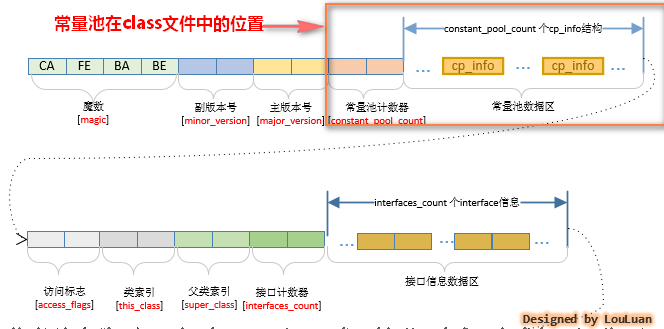 常量池在class文件中的位置
constant_pool_count 个cp_info结构
CA FE BA BE … cp_info … cp_info …
魔数 副版本号 主版本号 常量池计数器 常量池数据区
[magic] [minor_version] [major_version] [constant_pool_count]
interfaces_count 个interface信息
… … …
访问标志 类索引 父类索引 接口计数器 接口信息数据区
[access_flags] [this_class] [super_class] [interfaces_count]
Designed by LouLuan